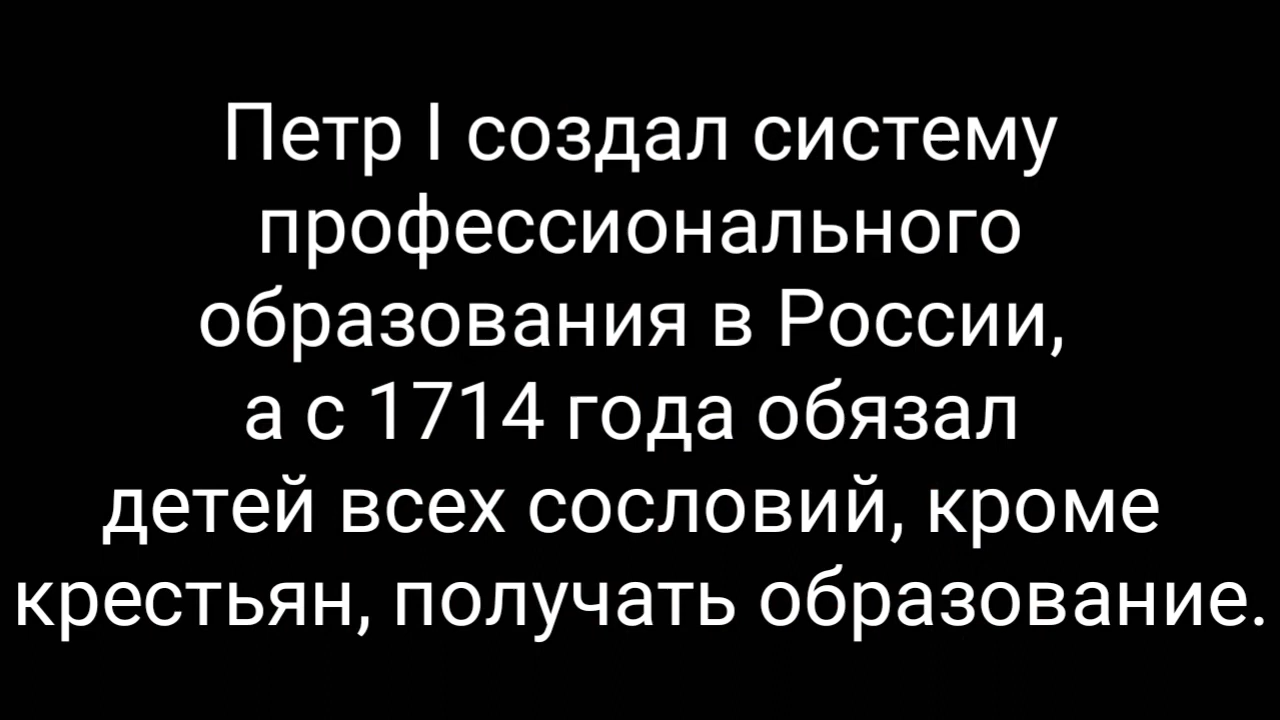 Петр I создал систему
профессионального
образования в России,
а с 1714 года обязал
детей всех сословий, кроме
крестьян, получать образование.